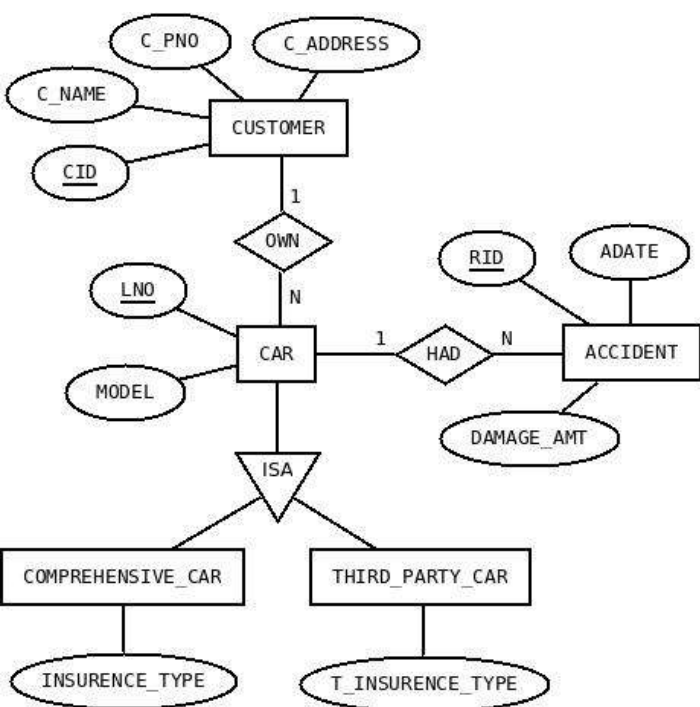 C_PNO
C_ADDRESS
C_NAME
CUSTOMER
CID
1
OWN
RID
ADATE
LNO
N
1
N
CAR
HAD
ACCIDENT
MODEL
DAMAGE_AMT
ISA
COMPREHENSIVE_CAR
THIRD_PARTY_CAR
INSURENCE_TYPE
T_INSURENCE_TYPE